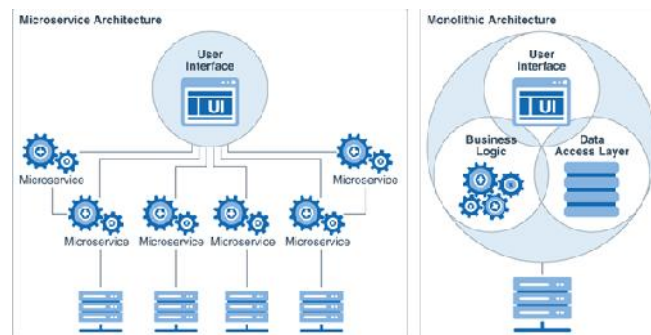 Microservice Architecture
User
Interface
UI
Microservice
Microservice
Microservice
Microservice
Microservice
Microservice
Monolithic Architecture
User
Interface
UI
Business
Logic
Data
Access Layer